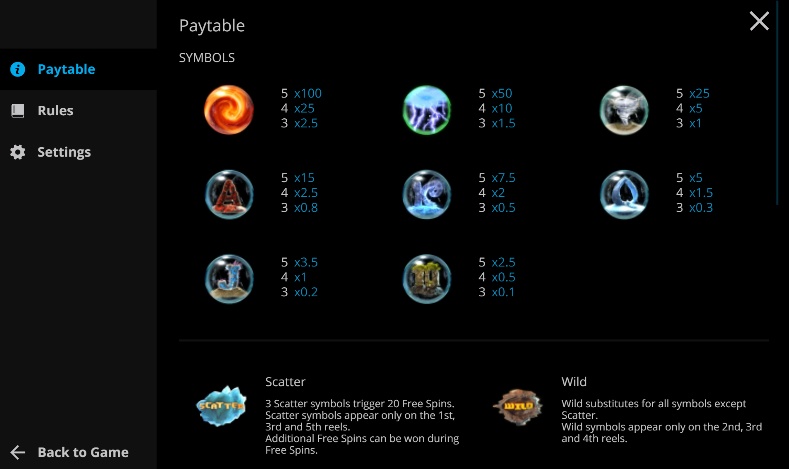 Paytable
SYMBOLS
Paytable
Rules
Settings
5 x100
4 x25
3 x2.5
5 x50
4 x10
3 x1.5
5 x25
4 x5
3 x1
A
5 x15
4 x2.5
3 x0.8
K
5 x7.5
4 x2
3 x0.5
Q
5 x5
4 x1.5
3 x0.3
J
5 x3.5
4 x1
3 x0.2
10
5 x2.5
4 x0.5
3 x0.1
SCATTER
Scatter
3 Scatter symbols trigger 20 Free Spins.
Scatter symbols appear only on the 1st,
3rd and 5th reels.
Additional Free Spins can be won during
Free Spins.
WILD
Wild
Wild substitutes for all symbols except
Scatter.
Wild symbols appear only on the 2nd, 3rd
and 4th reels.
Back to Game